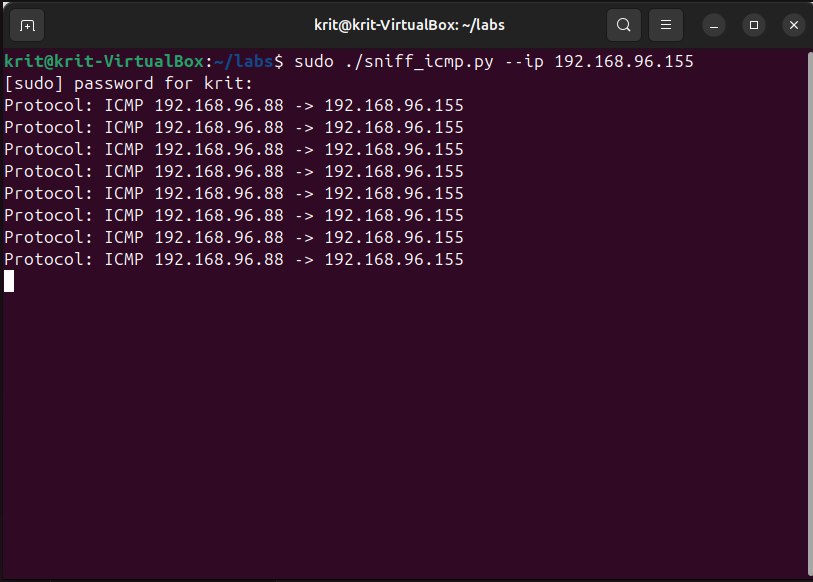 krit@krit-VirtualBox: ~/labs
krit@krit-VirtualBox:~/labs$ sudo ./sniff_icmp.py --ip 192.168.96.155
[sudo] password for krit:
Protocol: ICMP 192.168.96.88 -> 192.168.96.155
Protocol: ICMP 192.168.96.88 -> 192.168.96.155
Protocol: ICMP 192.168.96.88 -> 192.168.96.155
Protocol: ICMP 192.168.96.88 -> 192.168.96.155
Protocol: ICMP 192.168.96.88 -> 192.168.96.155
Protocol: ICMP 192.168.96.88 -> 192.168.96.155
Protocol: ICMP 192.168.96.88 -> 192.168.96.155
Protocol: ICMP 192.168.96.88 -> 192.168.96.155